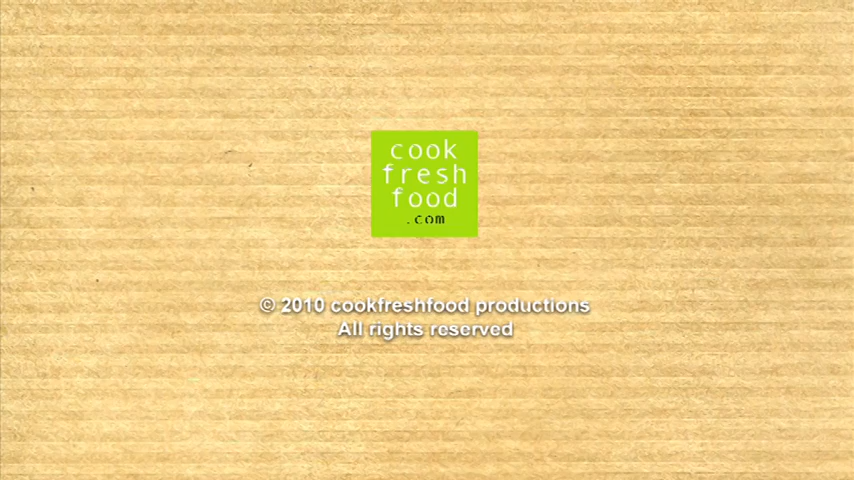 cook
fresh
food
.com
© 2010 cookfreshfood productions
All rights reserved